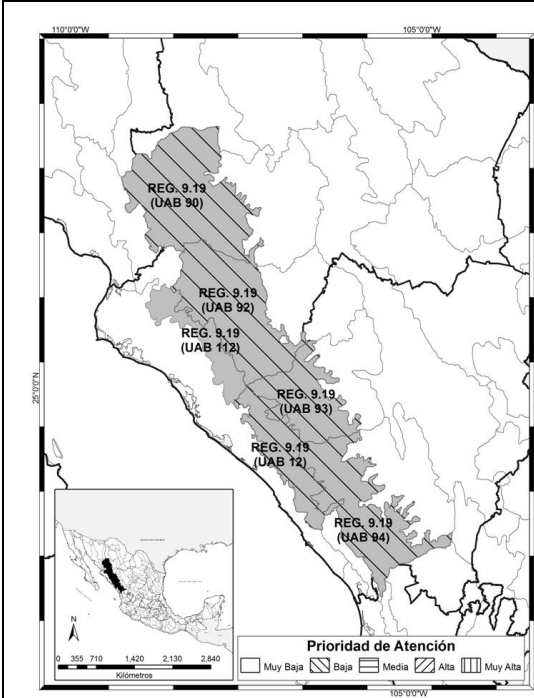 110°0'0"W
105°0'0"W
REG. 9.19
(UAB 90)
REG. 9.19
(UAB 92)
REG. 9.19
(UAB 112)
25°0'0"N
REG. 9.19
(UAB 93)
REG. 9.19
(UAB 12)
REG. 9.19
(UAB 94)
N
0 355 710 1,420 2,130 2,840
Kilómetros
Prioridad de Atención
Muy Baja Baja Media Alta Muy Alta
105°0'0"W